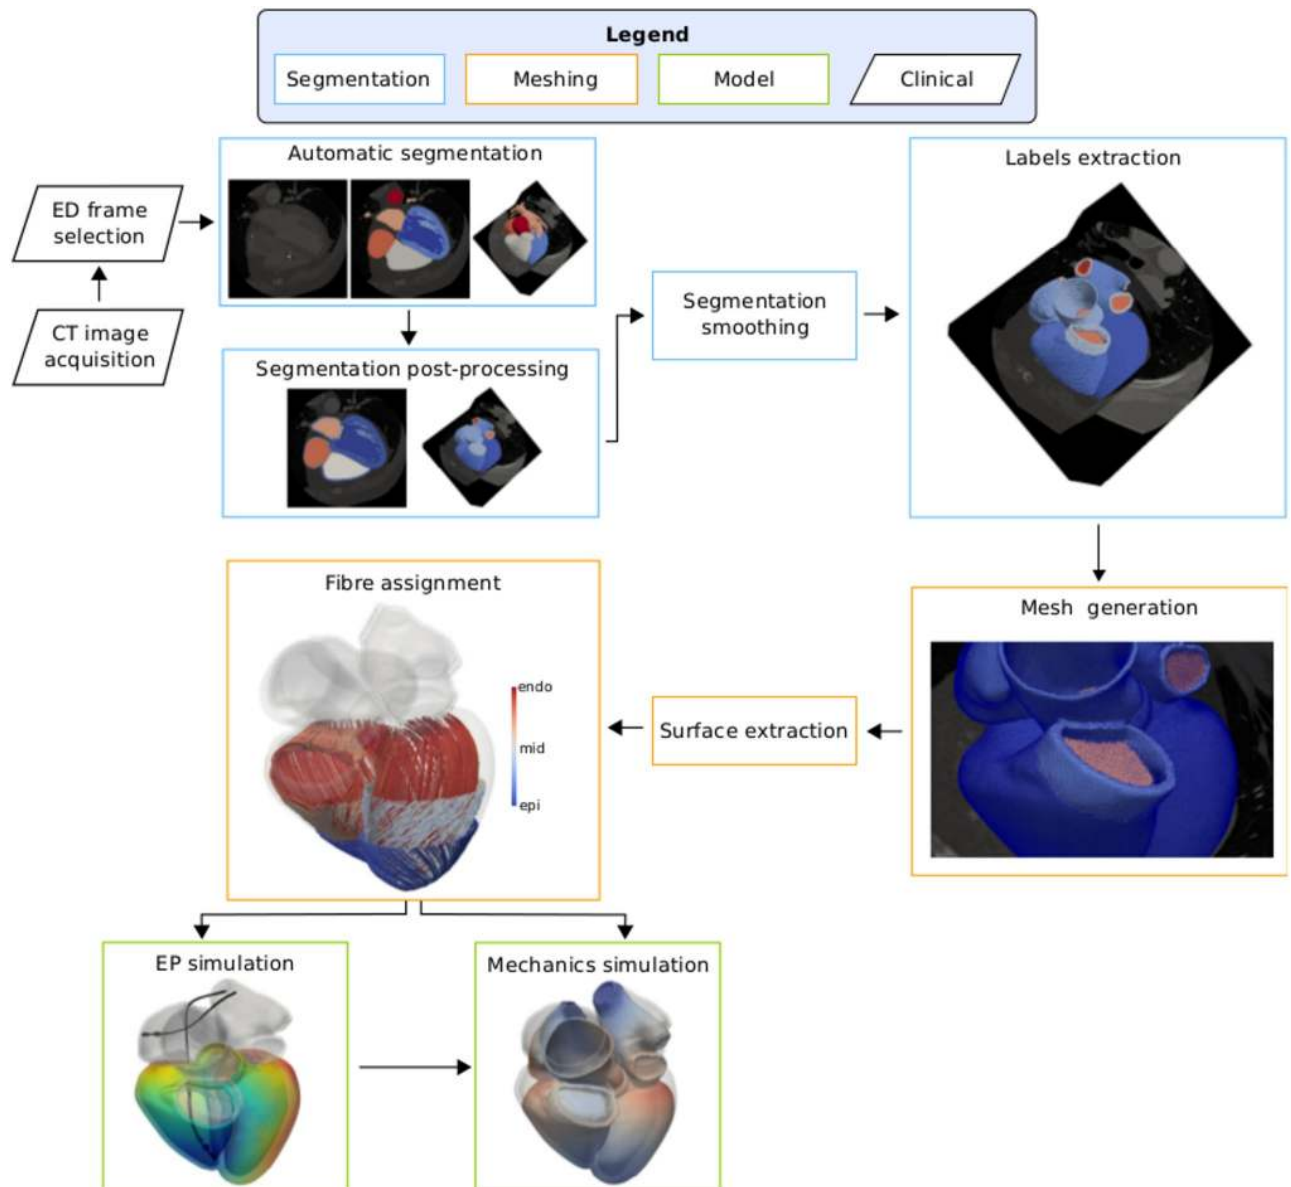 Legend
Segmentation
Meshing
Model
Clinical
Automatic segmentation
ED frame
selection
CT image
acquisition
Segmentation post-processing
Segmentation
smoothing
Labels extraction
Mesh generation
Surface extraction
Fibre assignment
endo
mid
epi
EP simulation
Mechanics simulation